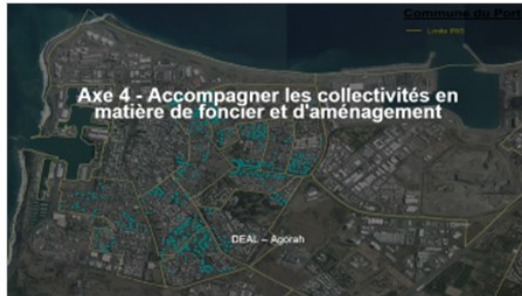 Commune du Port
Axe 4 - Accompagner les collectivités en
matière de foncier et d'aménagement
DEAL – Agorah